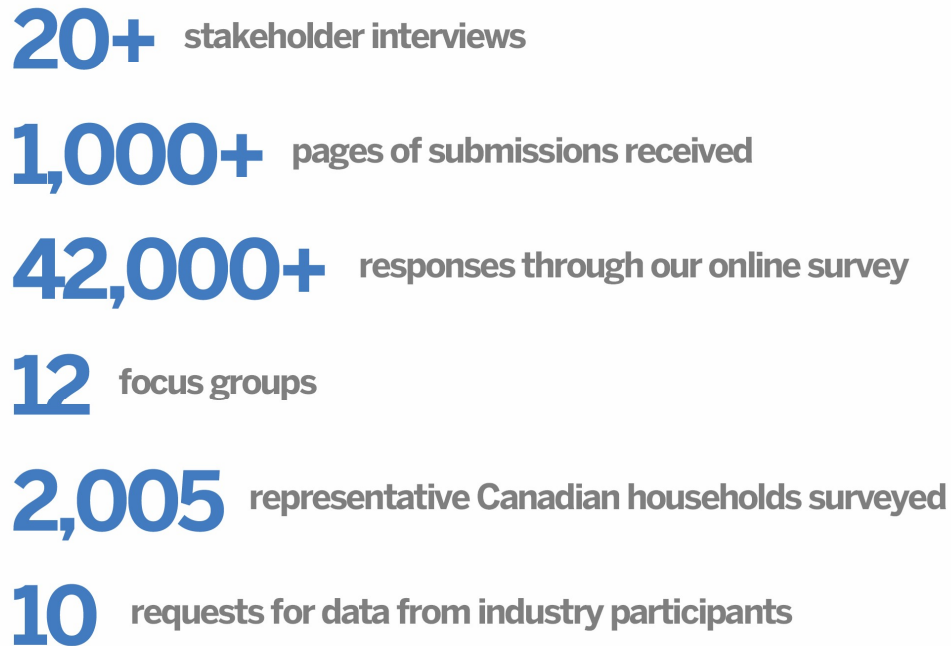 20+ stakeholder interviews
1,000+ pages of submissions received
42,000+ responses through our online survey
12 focus groups
2,005 representative Canadian households surveyed
10 requests for data from industry participants